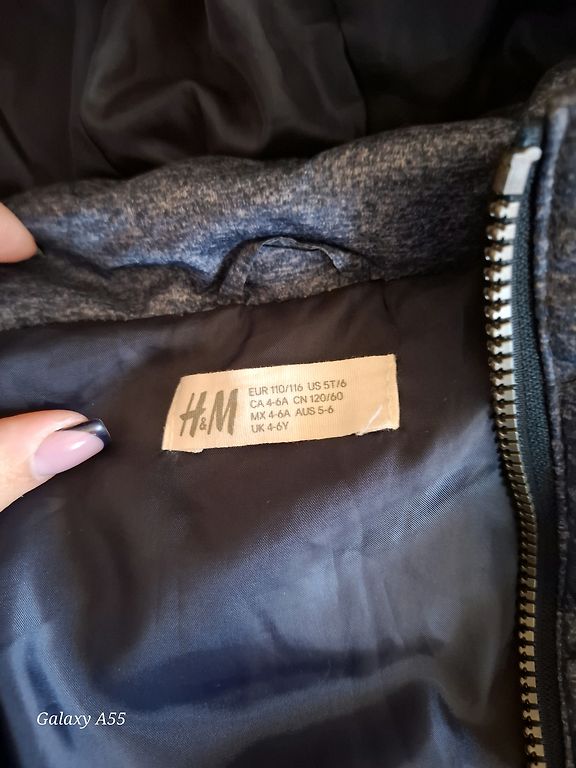 H&M
EUR 110/116 US 5T/6
CA 4-6A CN 120/60
MX 4-6A AUS 5-6
UK 4-6Y
Galaxy A55